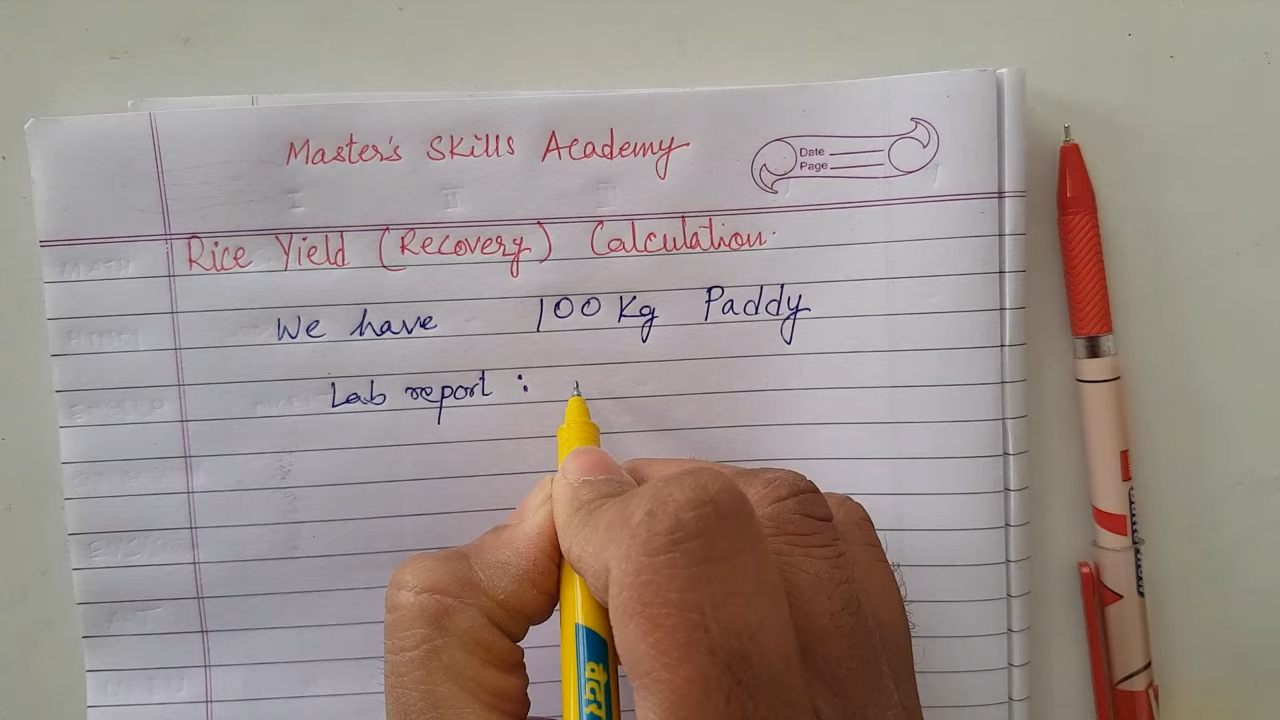 Master's Skills Academy
Date
Page
Rice Yield (Recovery) Calculation.
We have 100 Kg Paddy
Lab report :